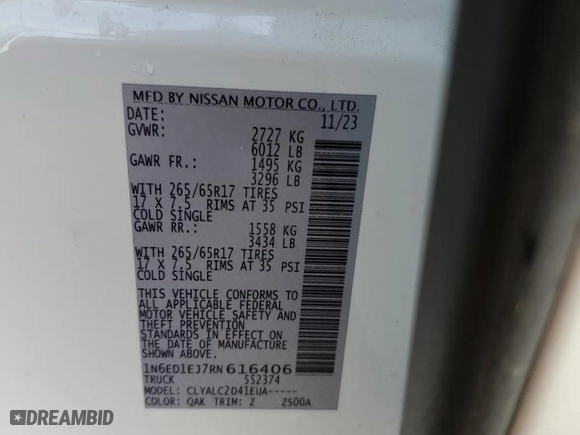 MFD BY NISSAN MOTOR CO., LTD.
DATE: 11/23
GVWR: 2727 KG
6012 LB
GAWR FR.: 1495 KG
3296 LB
WITH 265/65R17 TIRES
17 X 7.5 RIMS AT 35 PSI
COLD SINGLE
GAWR RR.: 1558 KG
3434 LB
WITH 265/65R17 TIRES
17 X 7.5 RIMS AT 35 PSI
COLD SINGLE
THIS VEHICLE CONFORMS TO
ALL APPLICABLE FEDERAL
MOTOR VEHICLE SAFETY AND
THEFT PREVENTION
STANDARDS IN EFFECT ON
THE DATE OF MANUFACTURE
SHOWN ABOVE.
1N6ED1EJ7RN616406
TRUCK 552374
MODEL: CLYALC2D41EUA-----
COLOR: QAK TRIM: Z ZS00A
DREAMBID